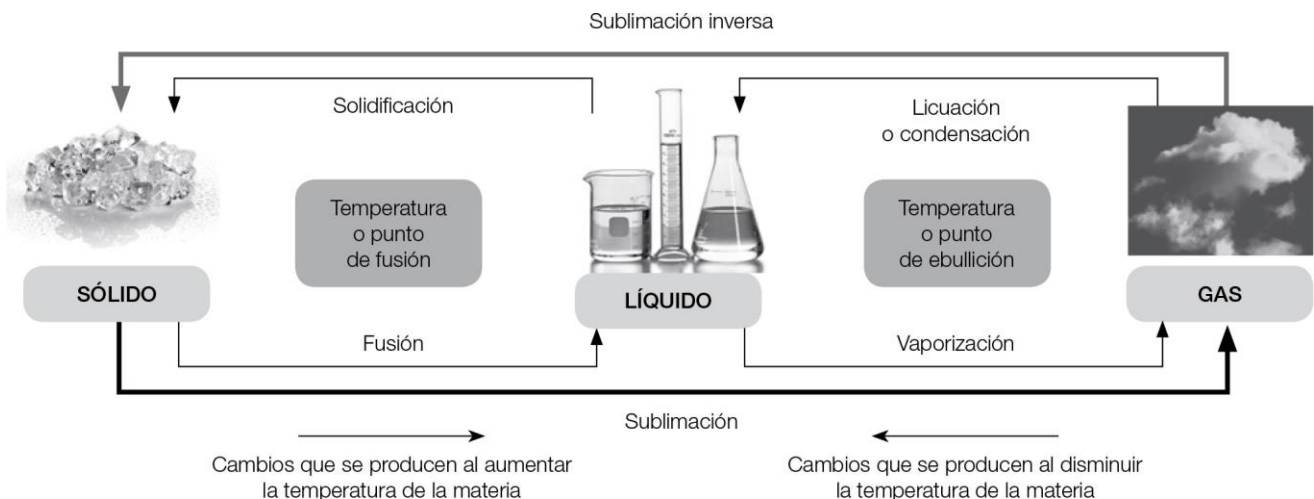 Sublimación inversa
Solidificación
Licuación
o condensación
Temperatura
o punto
de fusión
Temperatura
o punto
de ebullición
SÓLIDO
LÍQUIDO
GAS
Fusión
Vaporización
Sublimación
Cambios que se producen al aumentar
la temperatura de la materia
Cambios que se producen al disminuir
la temperatura de la materia